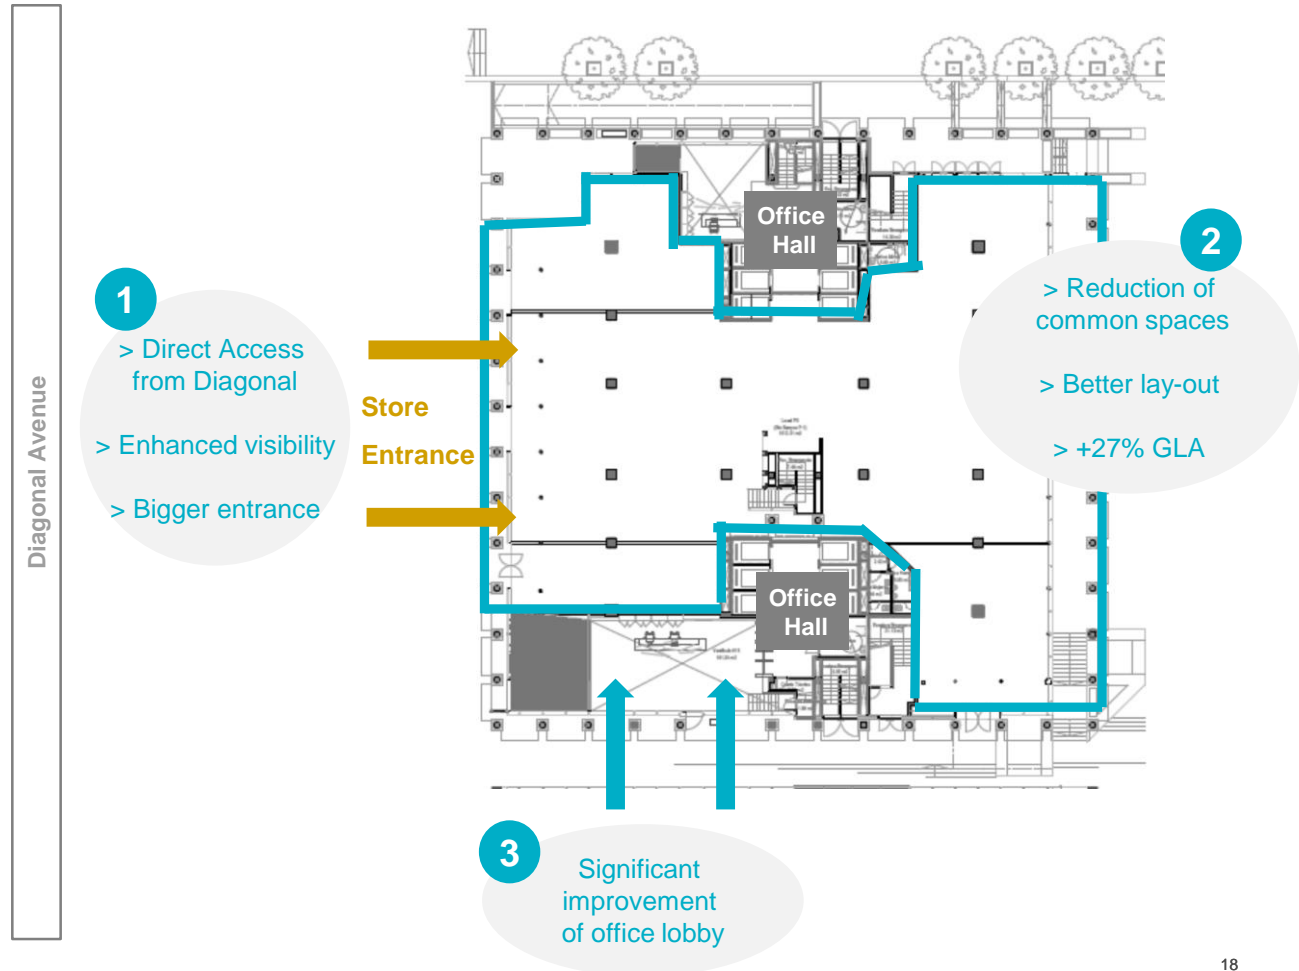 Diagonal Avenue
1
> Direct Access
from Diagonal
> Enhanced visibility
> Bigger entrance
Store
Entrance
Office
Hall
Office
Hall
2
> Reduction of
common spaces
> Better lay-out
> +27% GLA
3
Significant
improvement
of office lobby
18